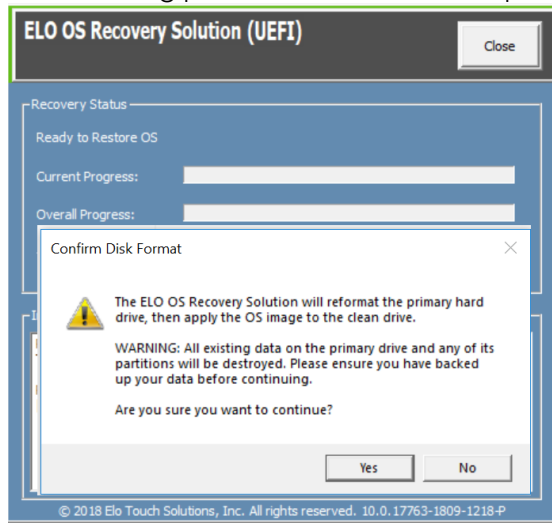 ELO OS Recovery Solution (UEFI)
Close
Recovery Status
Ready to Restore OS
Current Progress:
Overall Progress:
Confirm Disk Format
The ELO OS Recovery Solution will reformat the primary hard
drive, then apply the OS image to the clean drive.
WARNING: All existing data on the primary drive and any of its
partitions will be destroyed. Please ensure you have backed
up your data before continuing.
Are you sure you want to continue?
Yes
No
© 2018 Elo Touch Solutions, Inc. All rights reserved. 10.0.17763-1809-1218-P